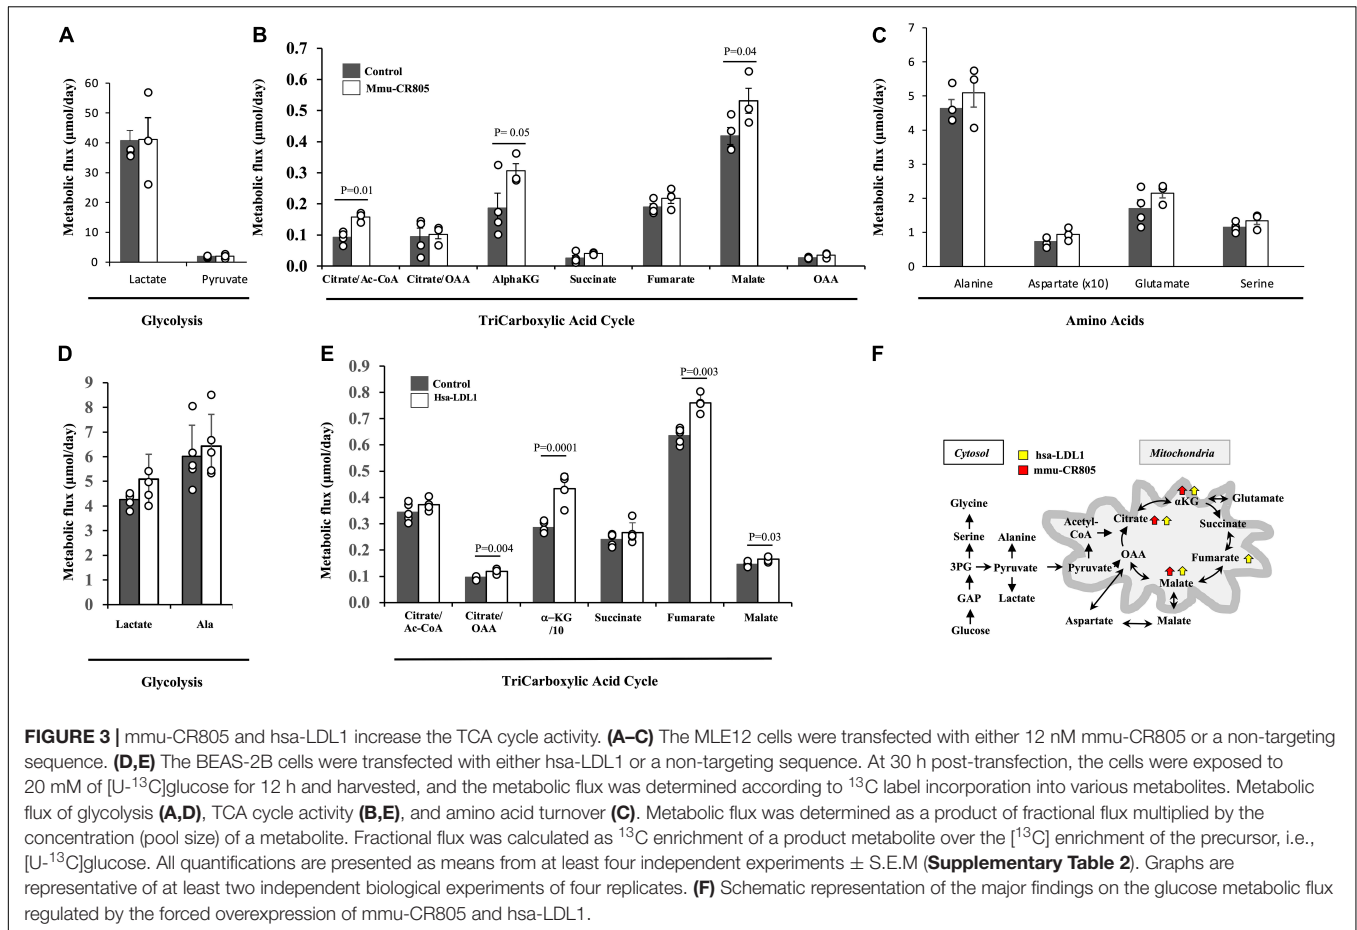 A
Metabolic flux (μmol/day)
60
50
40
30
20
10
0
Lactate Pyruvate
Glycolysis
B
Metabolic flux (μmol/day)
0.7
0.6
0.5
0.4
0.3
0.2
0.1
0.0
Control
Mmu-CR805
P=0.01
P= 0.05
P=0.04
Citrate/Ac-CoA Citrate/OAA AlphaKG Succinate Fumarate Malate OAA
TriCarboxylic Acid Cycle
C
Metabolic flux (μmol/day)
7
6
5
4
3
2
1
0
Alanine Aspartate (x10) Glutamate Serine
Amino Acids
D
Metabolic flux (μmol/day)
9
8
7
6
5
4
3
2
1
0
Lactate Ala
Glycolysis
E
Metabolic flux (μmol/day)
0.9
0.8
0.7
0.6
0.5
0.4
0.3
0.2
0.1
0.0
Control
Hsa-LDL1
P=0.004
P=0.0001
P=0.003
P=0.03
Citrate/ Citrate/ α–KG Succinate Fumarate Malate
Ac-CoA OAA /10
TriCarboxylic Acid Cycle
F
Cytosol
hsa-LDL1
mmu-CR805
Mitochondria
Glycine
Serine
3PG
GAP
Glucose
Alanine
Pyruvate
Lactate
Acetyl-
CoA
Pyruvate
Citrate
αKG
Glutamate
Succinate
Fumarate
Malate
OAA
Aspartate
Malate
FIGURE 3 | mmu-CR805 and hsa-LDL1 increase the TCA cycle activity. (A–C) The MLE12 cells were transfected with either 12 nM mmu-CR805 or a non-targeting
sequence. (D,E) The BEAS-2B cells were transfected with either hsa-LDL1 or a non-targeting sequence. At 30 h post-transfection, the cells were exposed to
20 mM of [U-13C]glucose for 12 h and harvested, and the metabolic flux was determined according to 13C label incorporation into various metabolites. Metabolic
flux of glycolysis (A,D), TCA cycle activity (B,E), and amino acid turnover (C). Metabolic flux was determined as a product of fractional flux multiplied by the
concentration (pool size) of a metabolite. Fractional flux was calculated as 13C enrichment of a product metabolite over the [13C] enrichment of the precursor, i.e.,
[U-13C]glucose. All quantifications are presented as means from at least four independent experiments ± S.E.M (Supplementary Table 2). Graphs are
representative of at least two independent biological experiments of four replicates. (F) Schematic representation of the major findings on the glucose metabolic flux
regulated by the forced overexpression of mmu-CR805 and hsa-LDL1.